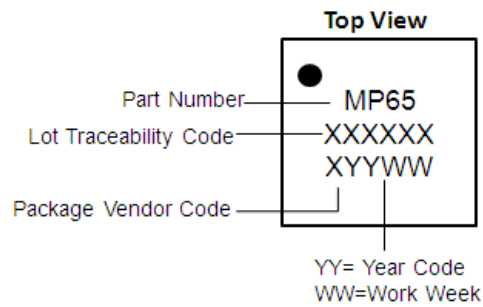 Top View
Part Number
MP65
Lot Traceability Code
XXXXXX
XYYWW
Package Vendor Code
YY= Year Code
WW=Work Week